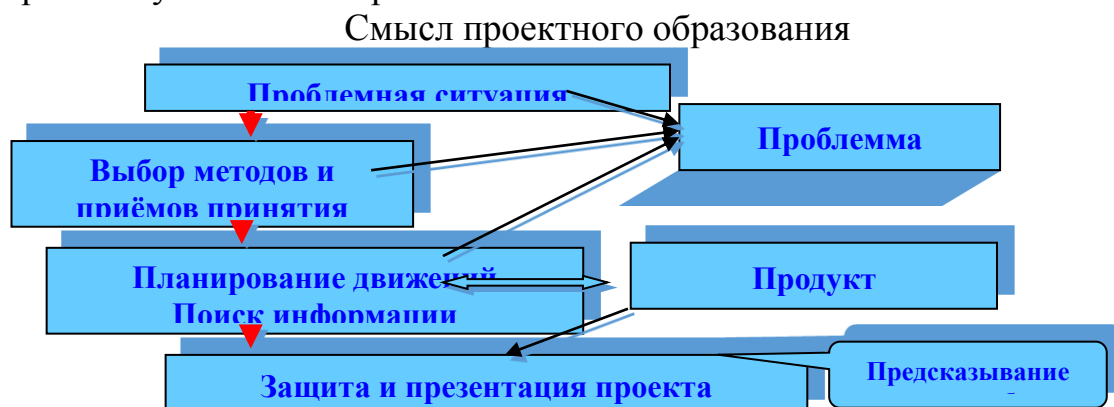 Смысл проектного образования
Проблемная ситуация
Проблемма
Выбор методов и
приёмов принятия
Планирование движений
Поиск информации
Продукт
Защита и презентация проекта
Предсказывание